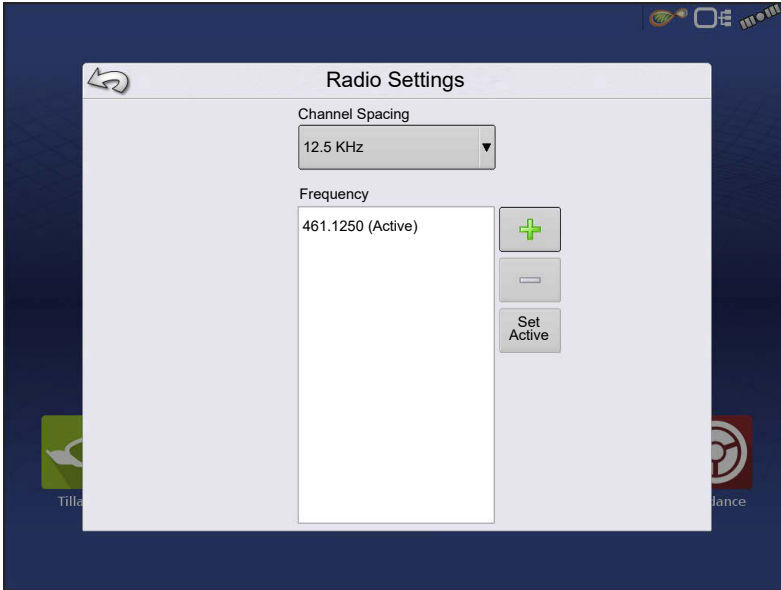 Radio Settings
Channel Spacing
12.5 KHz
Frequency
461.1250 (Active)
Set
Active
Tilla
dance